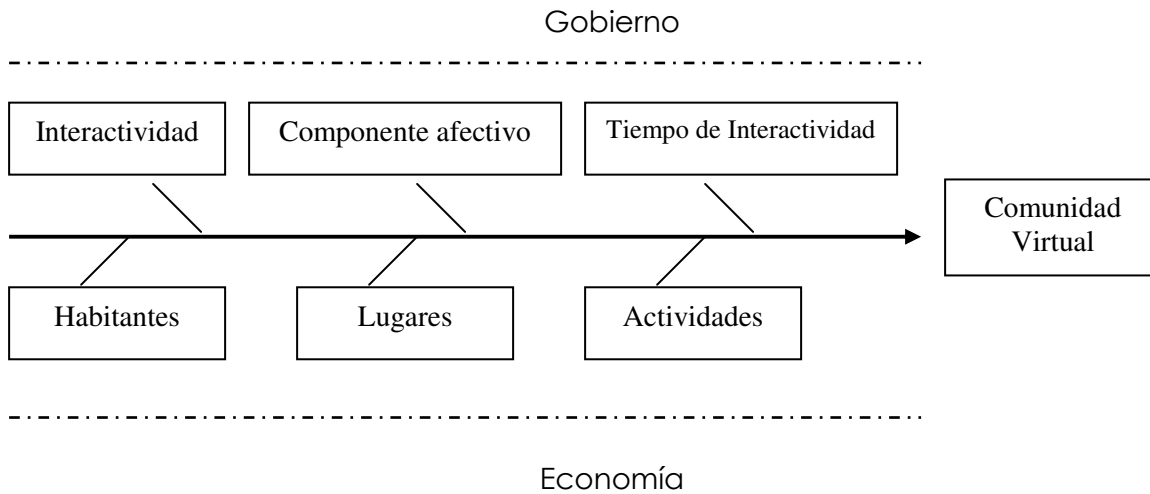 Gobierno
Interactividad
Componente afectivo
Tiempo de Interactividad
Comunidad
Virtual
Habitantes
Lugares
Actividades
Economía